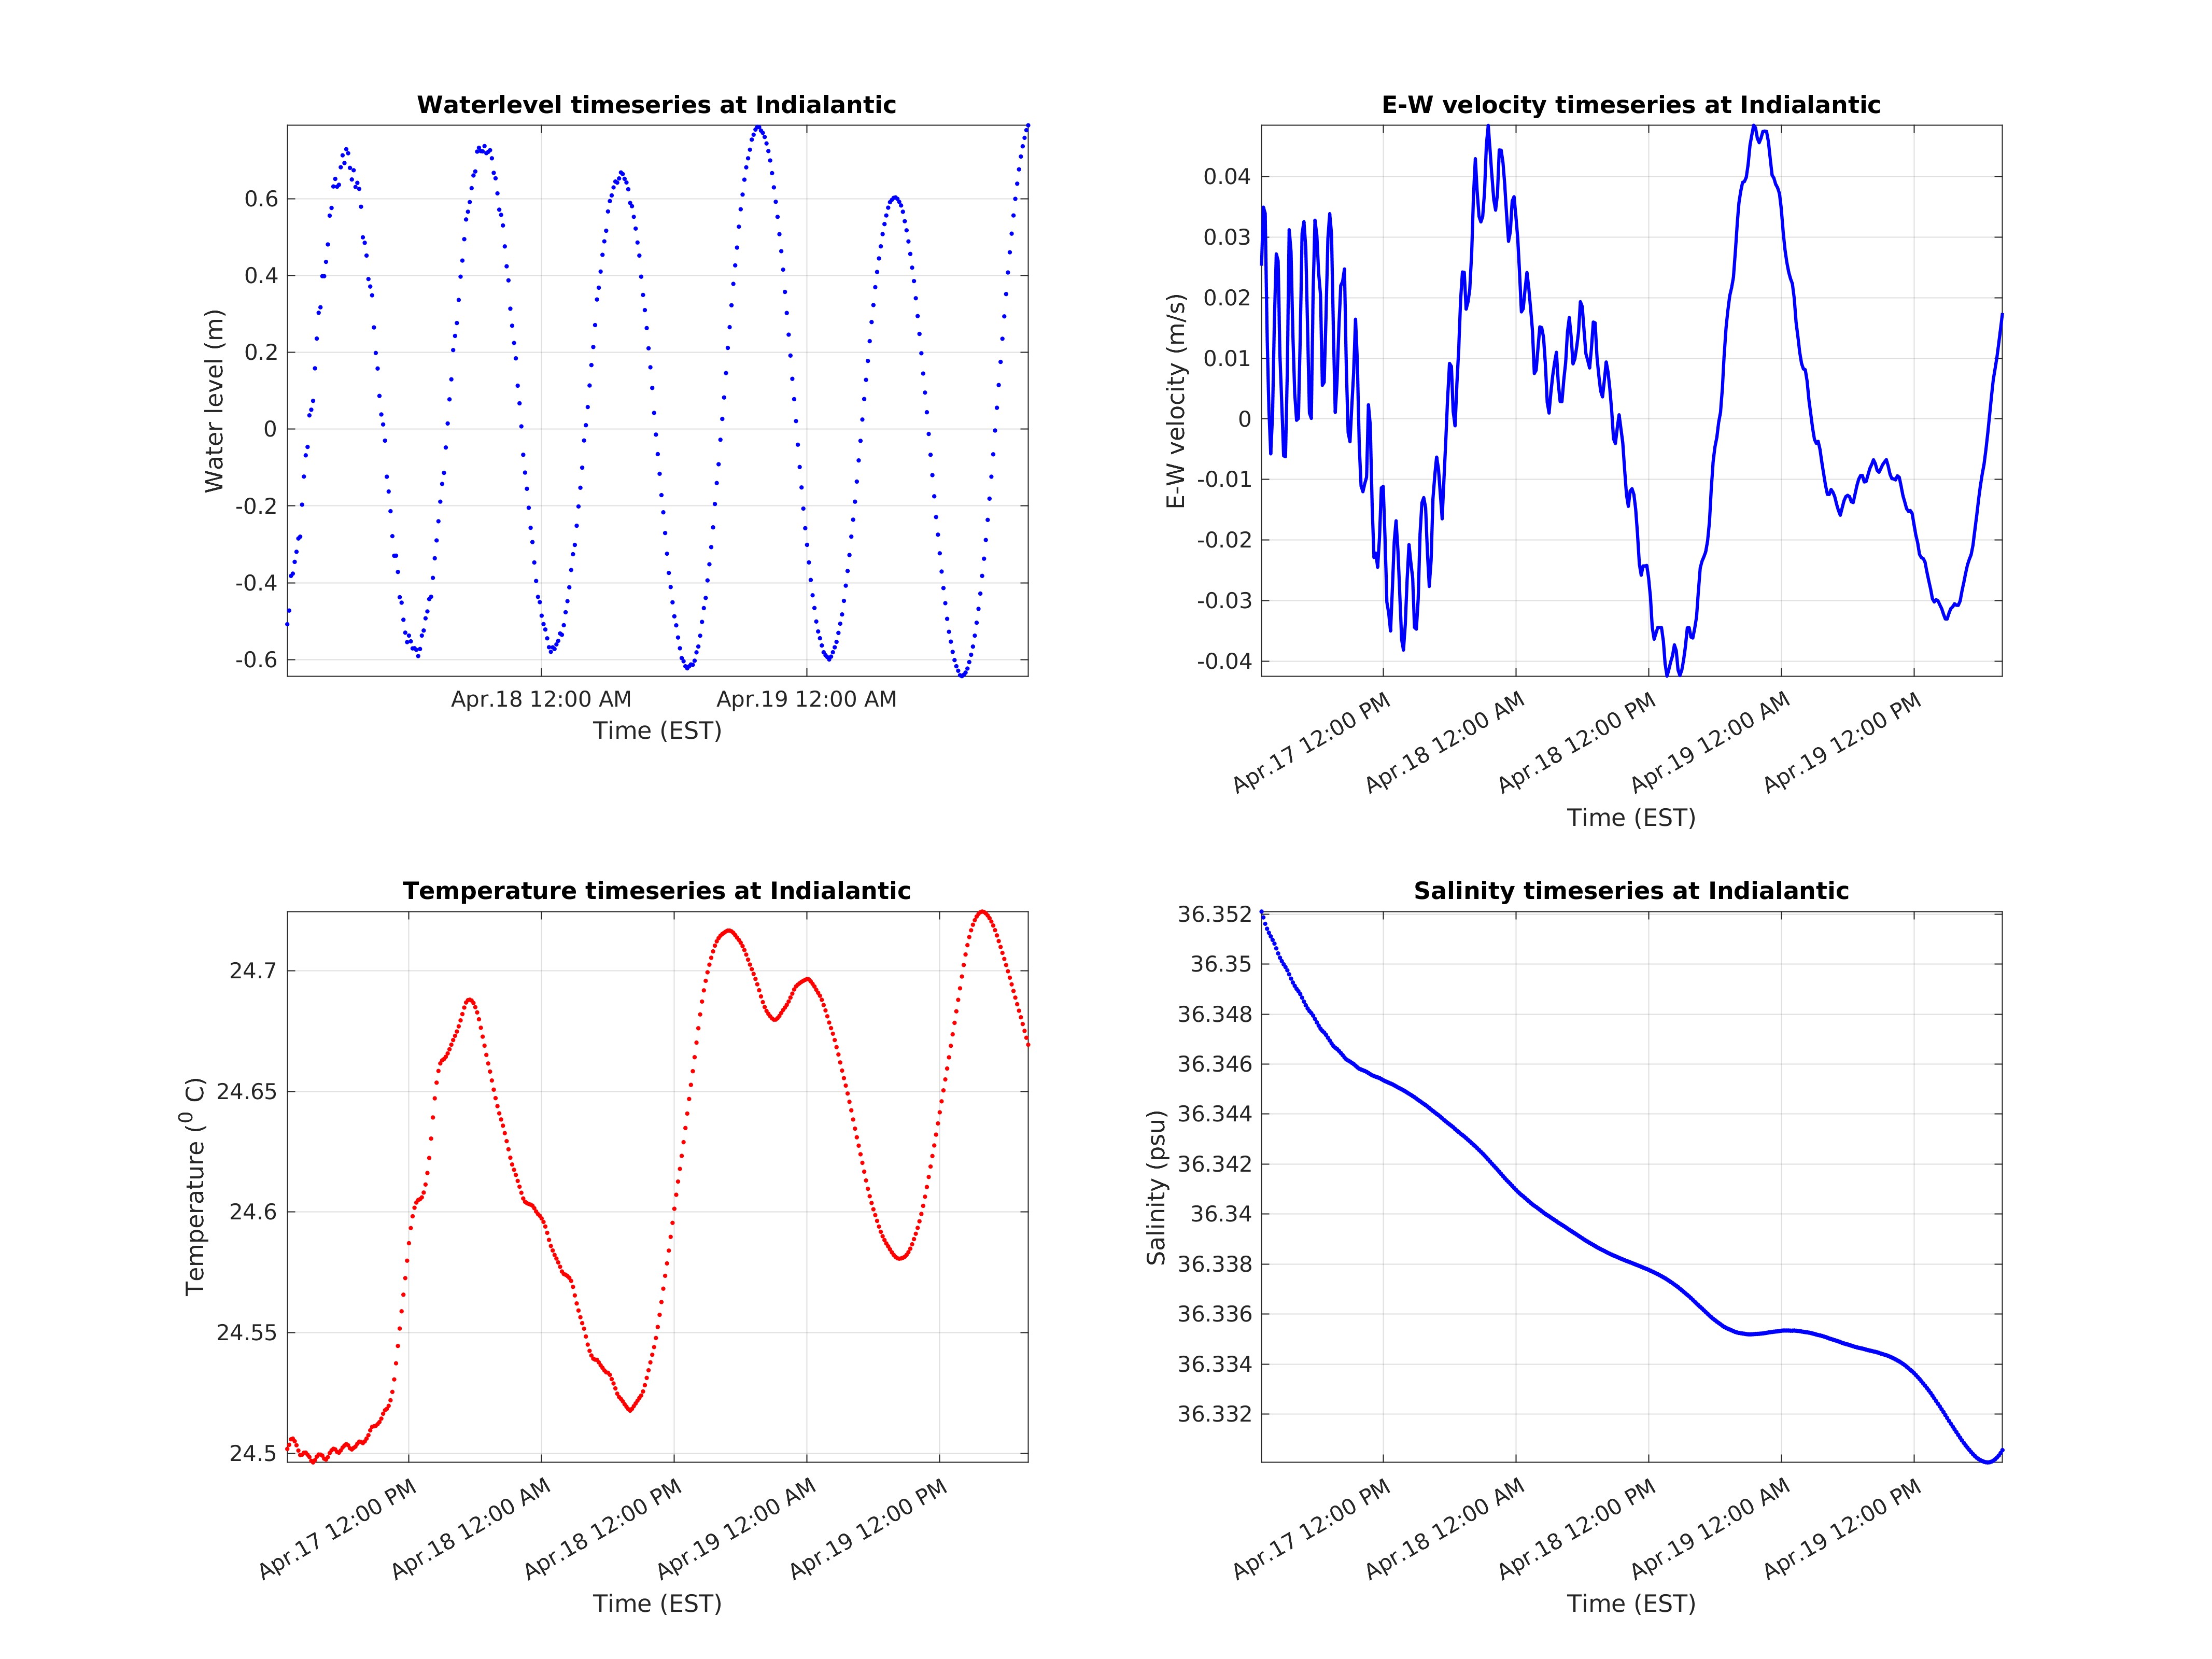 Waterlevel timeseries at Indialantic
0.6
0.4
0.2
0
-0.2
-0.4
-0.6
Water level (m)
Apr.18 12:00 AM
Apr.19 12:00 AM
Time (EST)
E-W velocity timeseries at Indialantic
0.04
0.03
0.02
0.01
0
-0.01
-0.02
-0.03
-0.04
E-W velocity (m/s)
Apr.17 12:00 PM
Apr.18 12:00 AM
Apr.18 12:00 PM
Apr.19 12:00 AM
Apr.19 12:00 PM
Time (EST)
Temperature timeseries at Indialantic
24.7
24.65
24.6
24.55
24.5
Temperature (⁰ C)
Apr.17 12:00 PM
Apr.18 12:00 AM
Apr.18 12:00 PM
Apr.19 12:00 AM
Apr.19 12:00 PM
Time (EST)
Salinity timeseries at Indialantic
36.352
36.35
36.348
36.346
36.344
36.342
36.34
36.338
36.336
36.334
36.332
Salinity (psu)
Apr.17 12:00 PM
Apr.18 12:00 AM
Apr.18 12:00 PM
Apr.19 12:00 AM
Apr.19 12:00 PM
Time (EST)